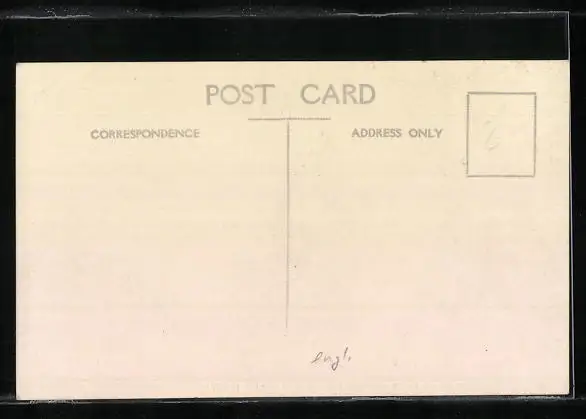 POST CARD
CORRESPONDENCE
ADDRESS ONLY
engl.